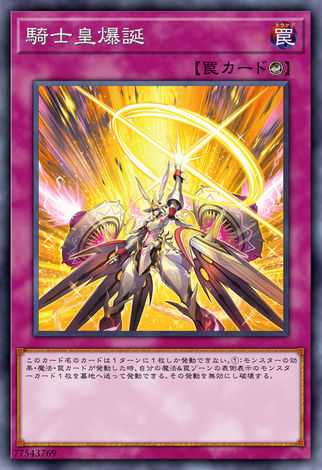 騎士皇爆誕
トラップ
罠
【罠カード】
このカード名のカードは1ターンに1枚しか発動できない。①:モンスターの効
果・魔法・罠カードが発動した時、自分の魔法&罠ゾーンの表側表示のモンス
ターカード1枚を墓地へ送って発動できる。その発動を無効にし破壊する。
77543769